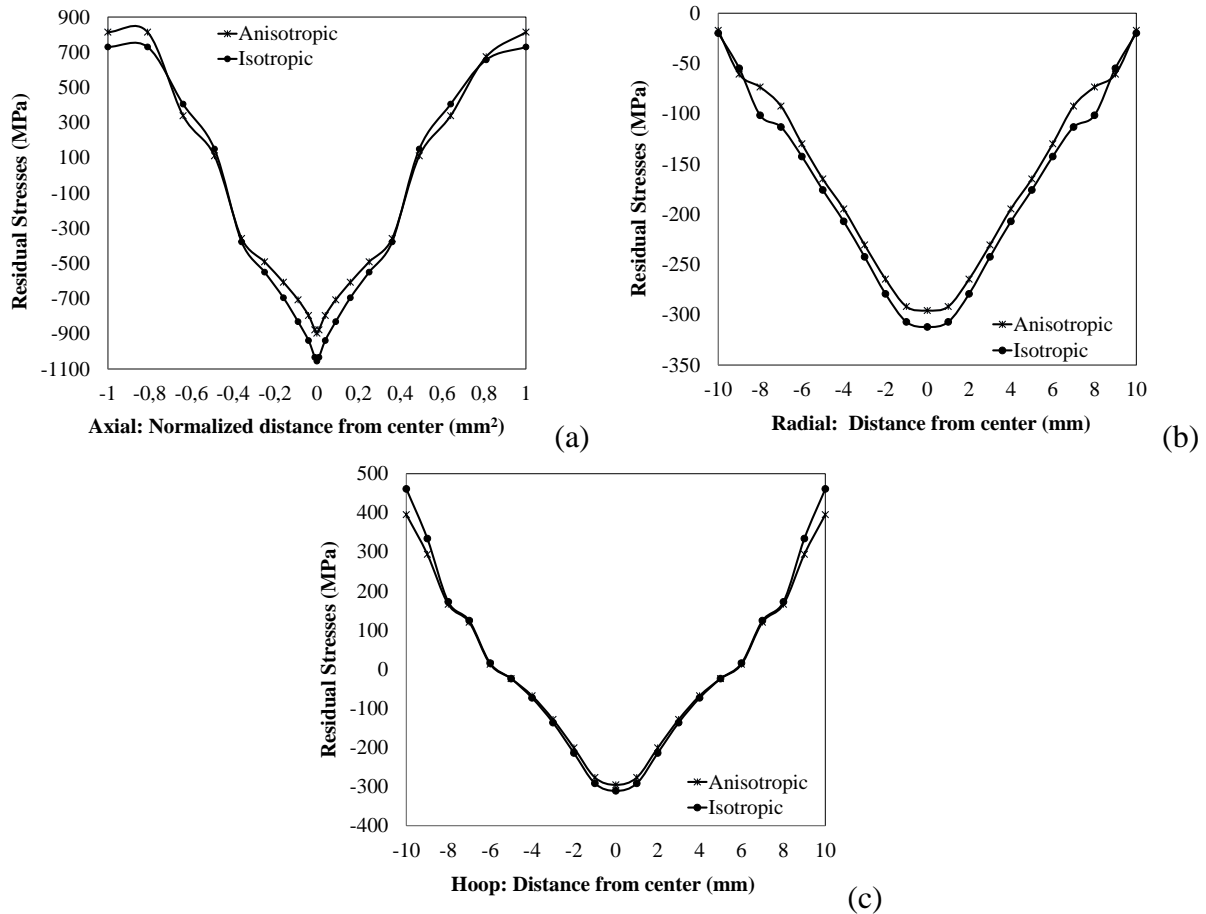 900
700
500
300
100
-100
-300
-500
-700
-900
-1100
Residual Stresses (MPa)
Anisotropic
Isotropic
-1 -0,8 -0,6 -0,4 -0,2 0 0,2 0,4 0,6 0,8 1
Axial: Normalized distance from center (mm²)
(a)
0
-50
-100
-150
-200
-250
-300
-350
Residual Stresses (MPa)
Anisotropic
Isotropic
-10 -8 -6 -4 -2 0 2 4 6 8 10
Radial: Distance from center (mm)
(b)
500
400
300
200
100
0
-100
-200
-300
-400
Residual Stresses (MPa)
Anisotropic
Isotropic
-10 -8 -6 -4 -2 0 2 4 6 8 10
Hoop: Distance from center (mm)
(c)